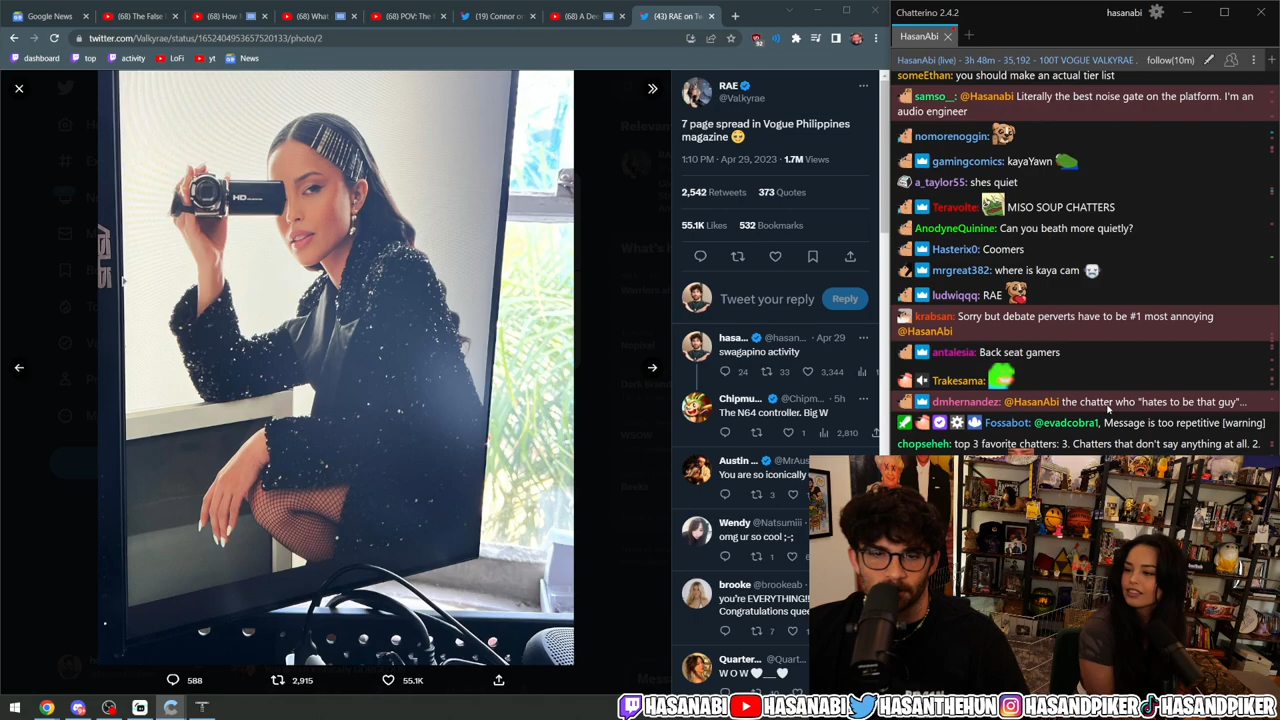 Google News
(68) The False
(68) How
(68) What
(68) POV: The
(19) Connor
(68) A Dee
(43) RAE on Tw
twitter.com/Valkyrae/status/1652404953657520133/photo/2
dashboard
top
activity
LoFi
yt
News
HD
ASUS
RAE
@Valkyrae
7 page spread in Vogue Philippines
magazine
1:10 PM · Apr 29, 2023 · 1.7M Views
2,542 Retweets 373 Quotes
55.1K Likes 532 Bookmarks
Tweet your reply
Reply
hasa... @hasan... · Apr 29
swagapino activity
24 33 3,344
Chipmu... @Chipm... · 5h
The N64 controller. Big W
1 2,810
Austin ... @MrAus
You are so iconically
3
Wendy @Natsumiii
omg ur so cool ;-;
1 6
brooke @brookeab
you're EVERYTHING!!
Congratulations quee
7
Quarter... @Quart...
W O W
588 2,915 55.1K
Chatterino 2.4.2
hasanabi
HasanAbi
HasanAbi (live) - 3h 48m - 35,192 - 100T VOGUE VALKYRAE .
follow(10m)
someEthan: you should make an actual tier list
samso__: @Hasanabi Literally the best noise gate on the platform. I'm an
audio engineer
nomorenoggin:
gamingcomics: kayaYawn
a_taylor55: shes quiet
Teravolte: MISO SOUP CHATTERS
AnodyneQuinine: Can you beath more quietly?
Hasterix0: Coomers
mrgreat382: where is kaya cam
ludwiqqq: RAE
krabsan: Sorry but debate perverts have to be #1 most annoying
@HasanAbi
antalesia: Back seat gamers
Trakesama:
dmhernandez: @HasanAbi the chatter who "hates to be that guy"...
Fossabot: @evadcobra1, Message is too repetitive [warning]
chopseheh: top 3 favorite chatters: 3. Chatters that don't say anything at all. 2.
HASANABI HASANABI HASANTHEHUN HASANDPIKER HASANDPIKER